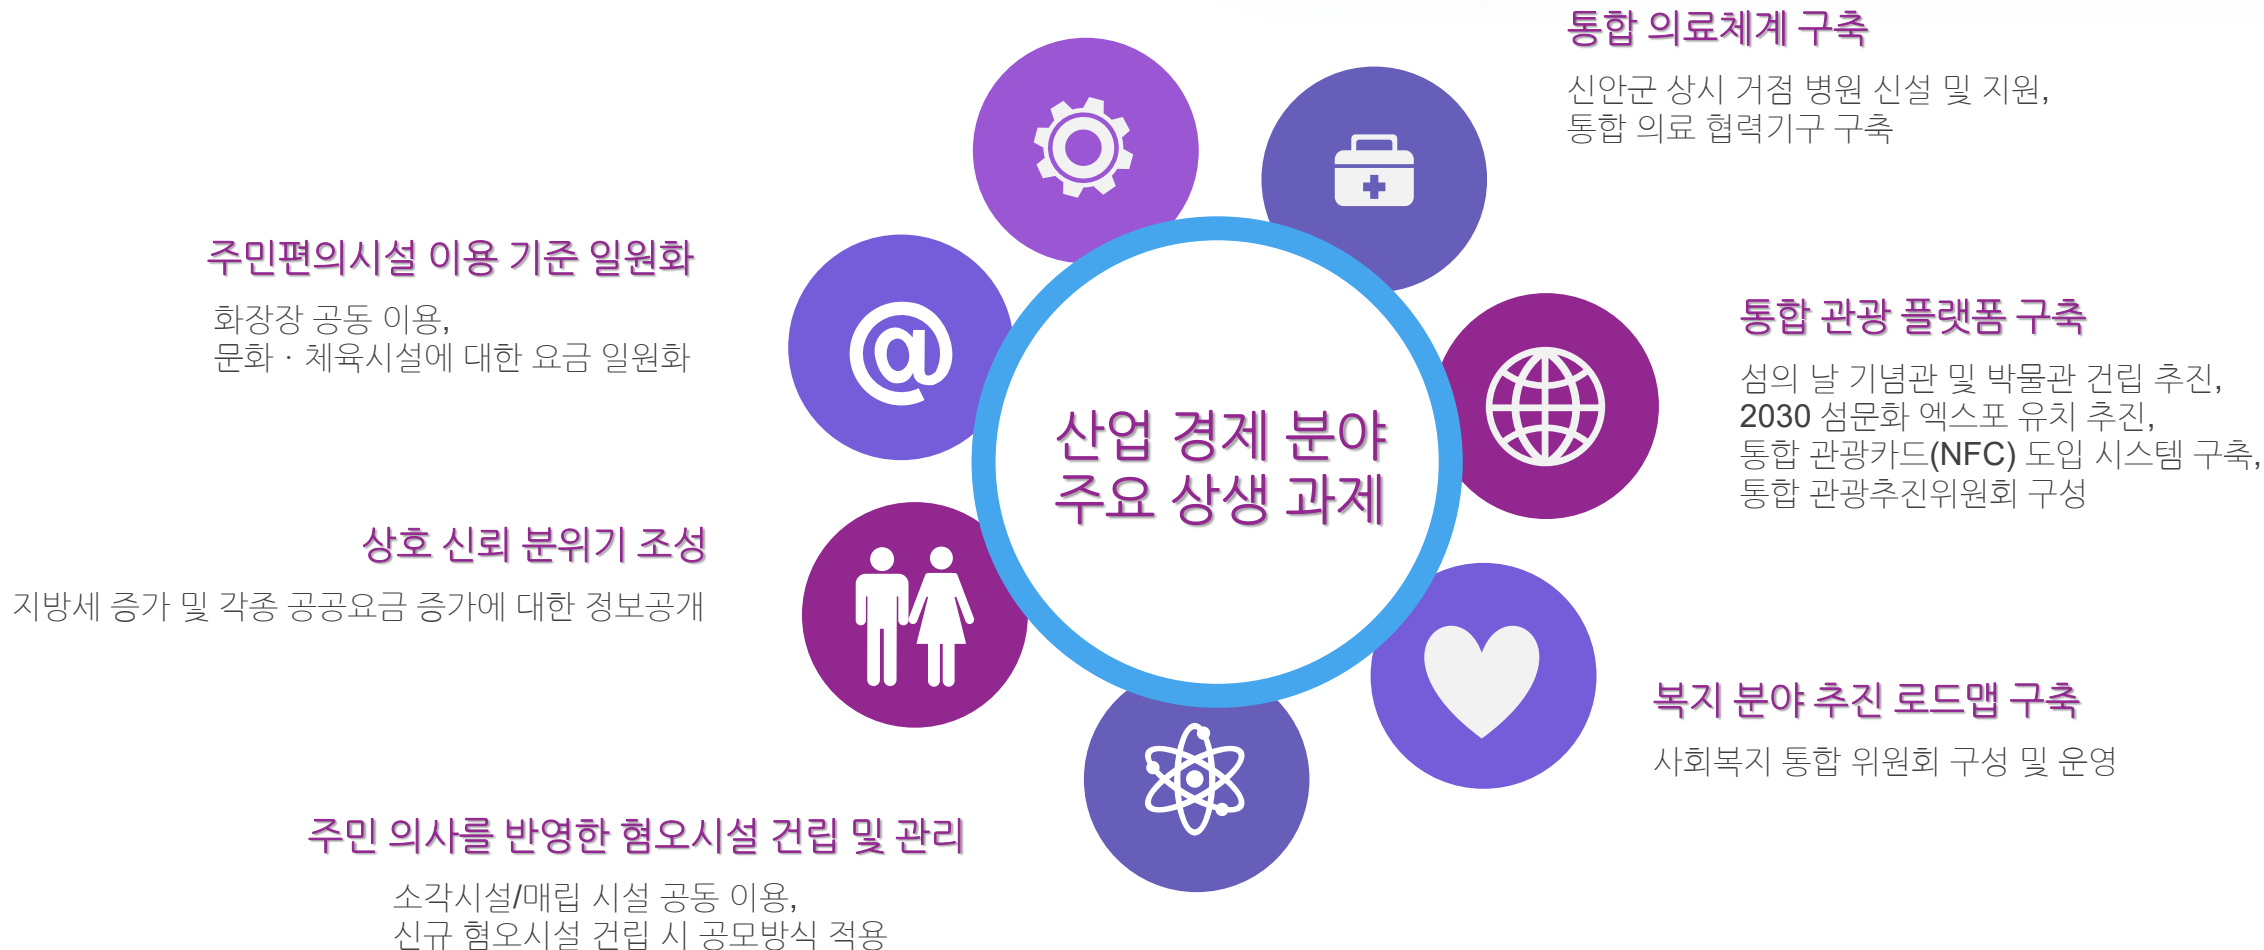 통합 의료체계 구축
신안군 상시 거점 병원 신설 및 지원,
통합 의료 협력기구 구축
주민편의시설 이용 기준 일원화
화장장 공동 이용,
문화 · 체육시설에 대한 요금 일원화
통합 관광 플랫폼 구축
섬의 날 기념관 및 박물관 건립 추진,
2030 섬문화 엑스포 유치 추진,
통합 관광카드(NFC) 도입 시스템 구축,
통합 관광추진위원회 구성
산업 경제 분야
주요 상생 과제
상호 신뢰 분위기 조성
지방세 증가 및 각종 공공요금 증가에 대한 정보공개
복지 분야 추진 로드맵 구축
사회복지 통합 위원회 구성 및 운영
주민 의사를 반영한 혐오시설 건립 및 관리
소각시설/매립 시설 공동 이용,
신규 혐오시설 건립 시 공모방식 적용